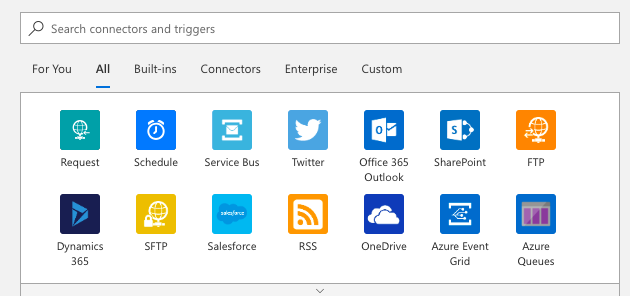 Search connectors and triggers
For You All Built-ins Connectors Enterprise Custom
Request Schedule Service Bus Twitter Office 365 Outlook SharePoint FTP
Dynamics 365 SFTP salesforce Salesforce RSS OneDrive Azure Event Grid Azure Queues